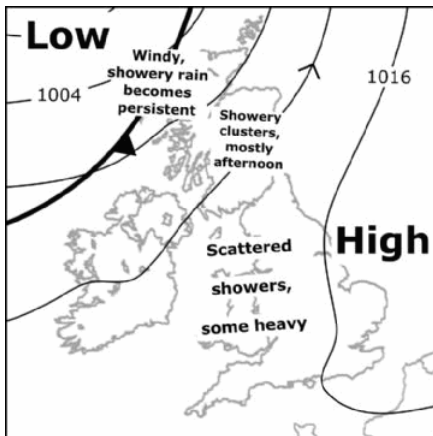 Low
Windy,
showery rain
becomes
persistent
1004
1016
Showery
clusters,
mostly
afternoon
High
Scattered
showers,
some heavy